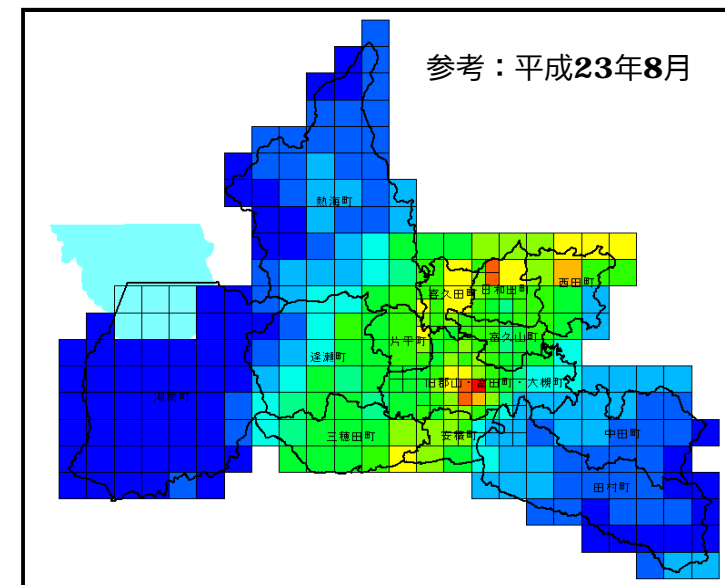 参考：平成23年8月
熱海町
西田町
喜久田町
日和田町
片平町
富久山町
逢瀬町
旧郡山・富田町・大槻町
三穂田町
安積町
中田町
田村町